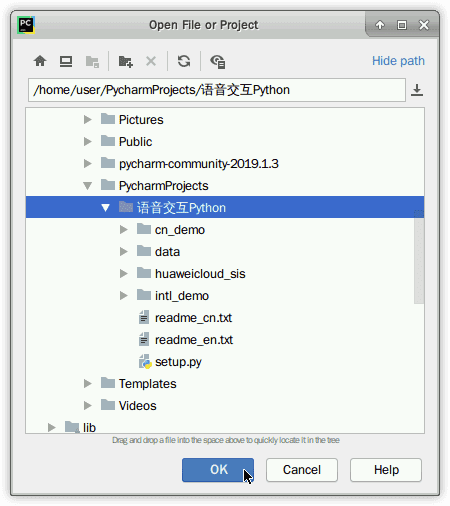 PC
Open File or Project
Hide path
/home/user/PycharmProjects/语音交互Python
Pictures
Public
pycharm-community-2019.1.3
PycharmProjects
语音交互Python
cn_demo
data
huaweicloud_sis
intl_demo
readme_cn.txt
readme_en.txt
setup.py
Templates
Videos
lib
Drag and drop a file into the space above to quickly locate it in the tree
OK Cancel Help